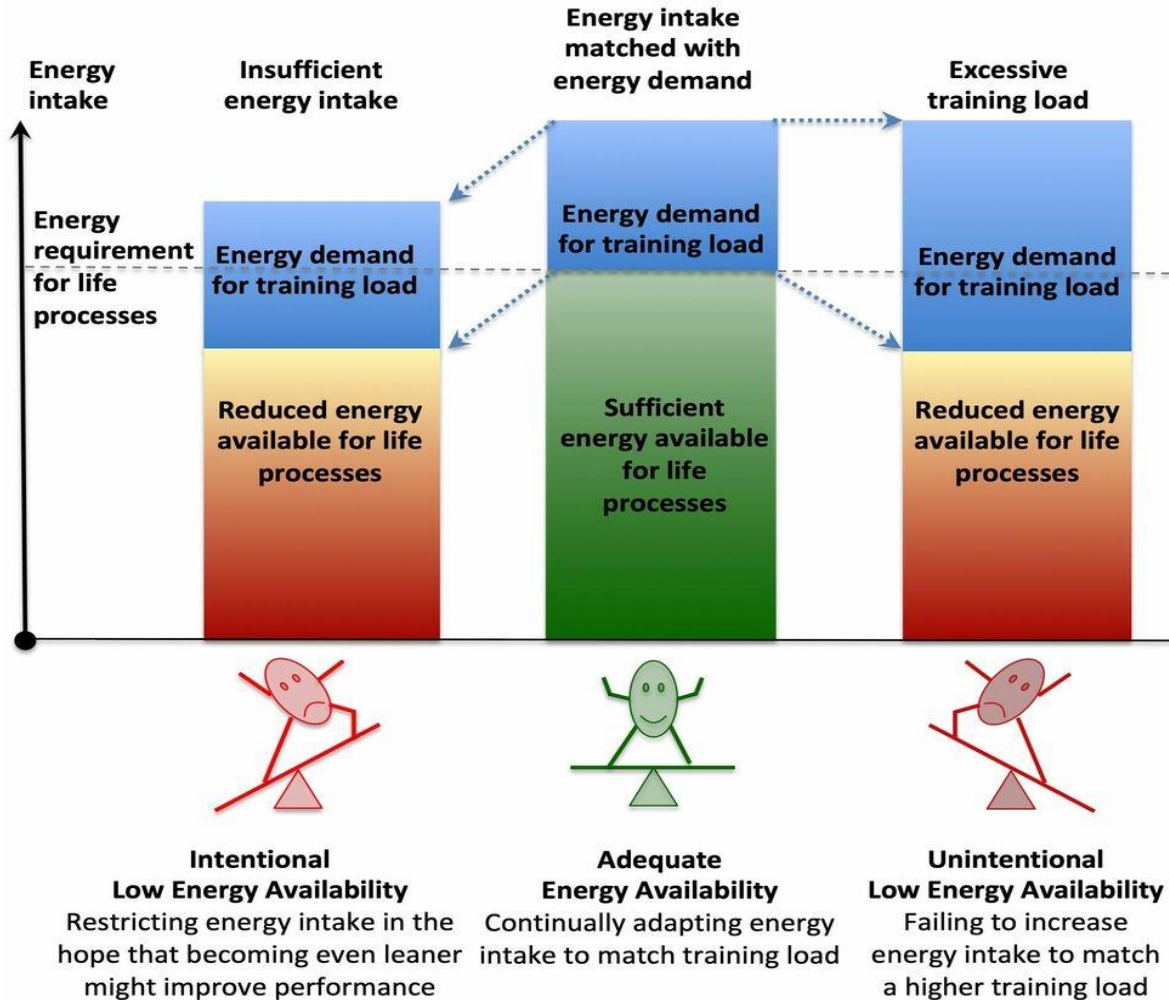 Energy
intake
Insufficient
energy intake
Energy intake
matched with
energy demand
Excessive
training load
Energy
requirement
for life
processes
Energy demand
for training load
Reduced energy
available for life
processes
Energy demand
for training load
Sufficient
energy available
for life
processes
Energy demand
for training load
Reduced energy
available for life
processes
Intentional
Low Energy Availability
Restricting energy intake in the
hope that becoming even leaner
might improve performance
Adequate
Energy Availability
Continually adapting energy
intake to match training load
Unintentional
Low Energy Availability
Failing to increase
energy intake to match
a higher training load